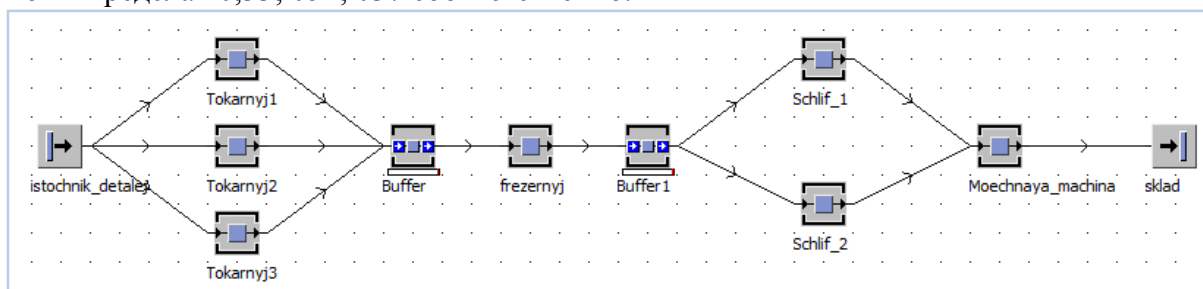 Tokarnyj1
Schlif_1
istochnik_detalej
Tokarnyj2
Buffer
frezernyj
Buffer1
Moechnaya_machina
sklad
Tokarnyj3
Schlif_2